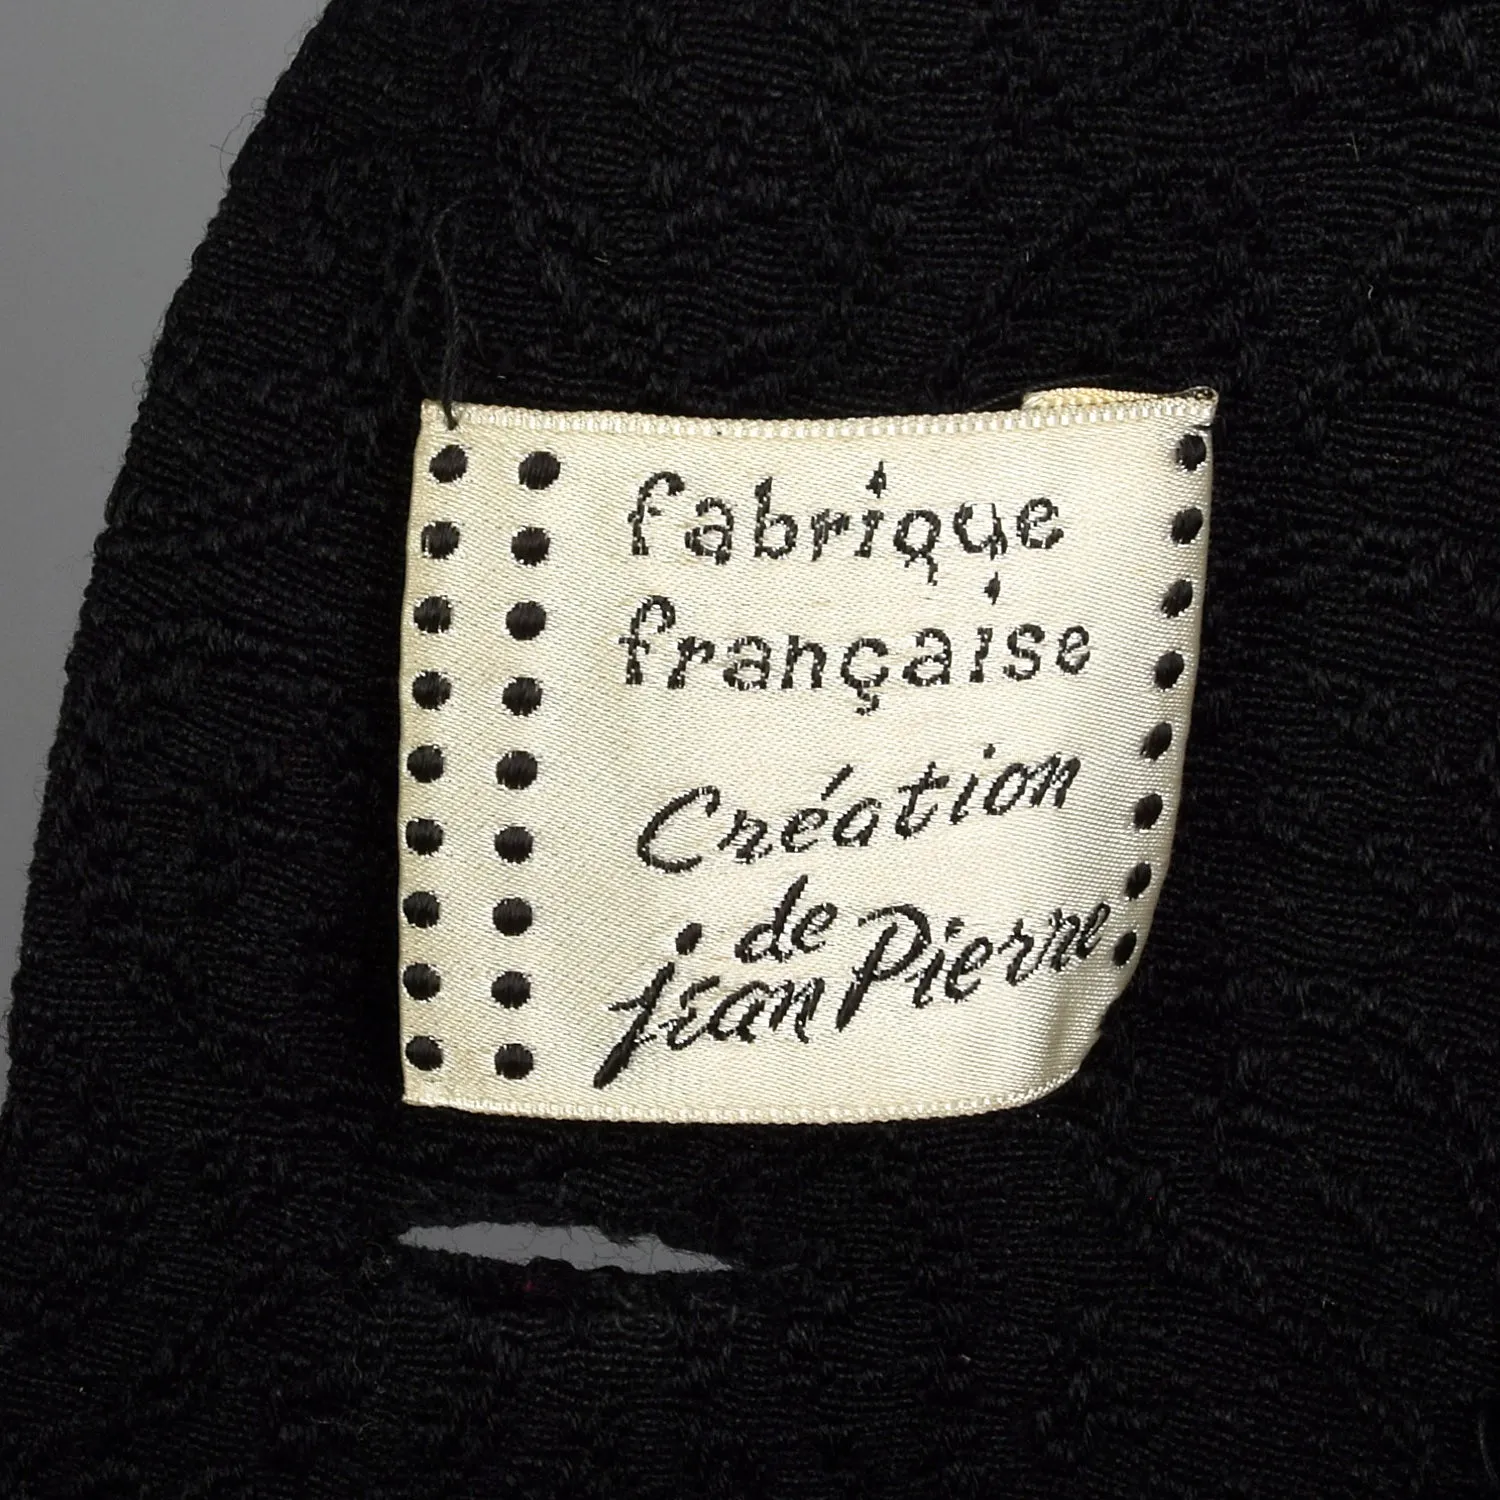 fabrique
française
Création
de
jean Pierre